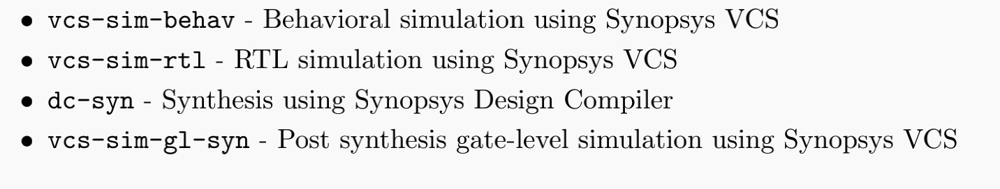 • vcs-sim-behav - Behavioral simulation using Synopsys VCS
• vcs-sim-rtl - RTL simulation using Synopsys VCS
• dc-syn - Synthesis using Synopsys Design Compiler
• vcs-sim-gl-syn - Post synthesis gate-level simulation using Synopsys VCS